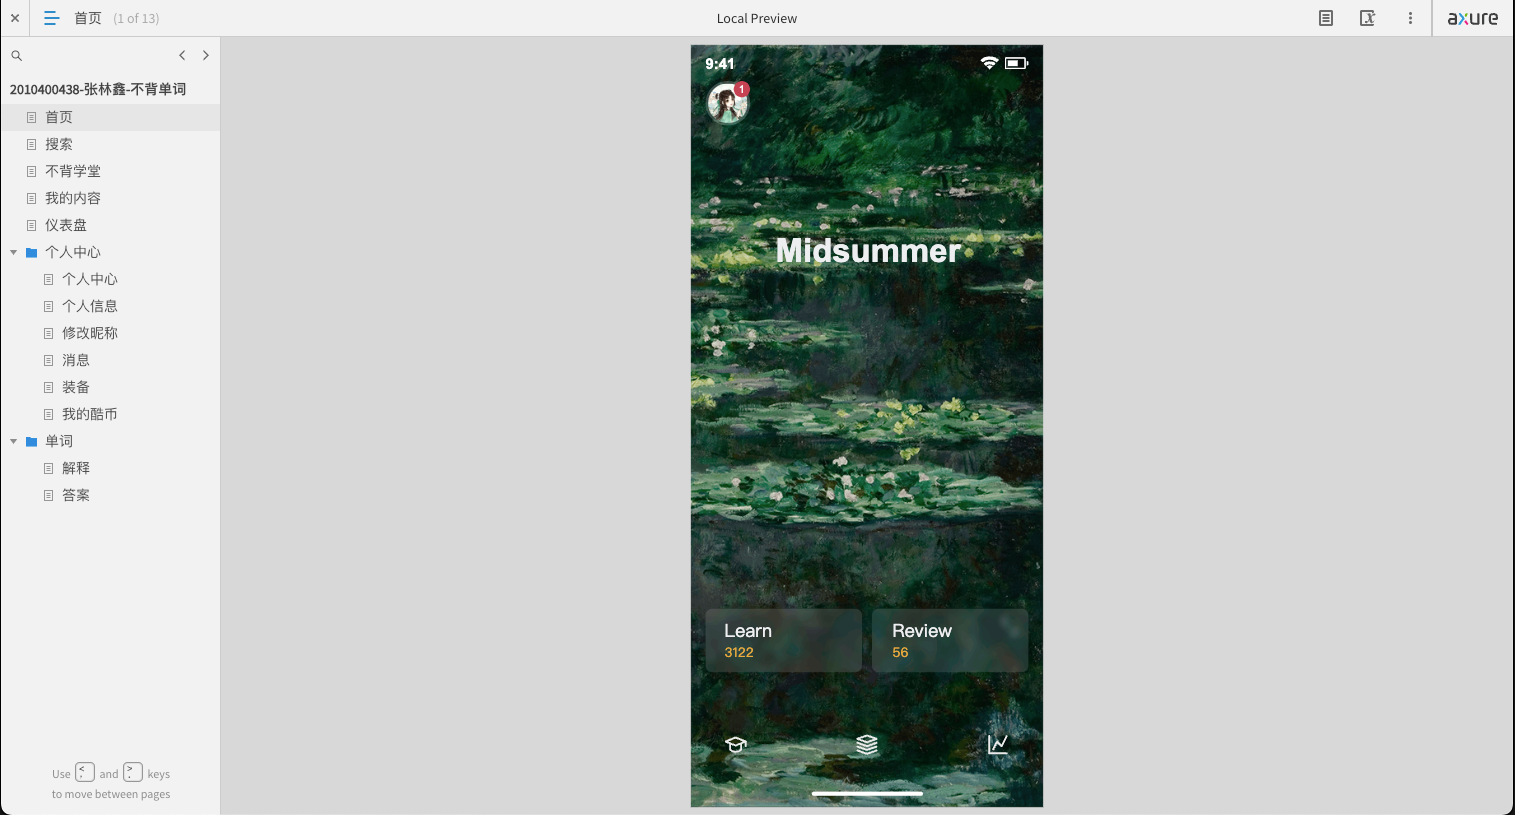 首页 (1 of 13)
Local Preview
axure
2010400438-张林鑫-不背单词
首页
搜索
不背学堂
我的内容
仪表盘
个人中心
个人中心
个人信息
修改昵称
消息
装备
我的酷币
单词
解释
答案
Use < , and > . keys
to move between pages
9:41
1
Midsummer
Learn
3122
Review
56